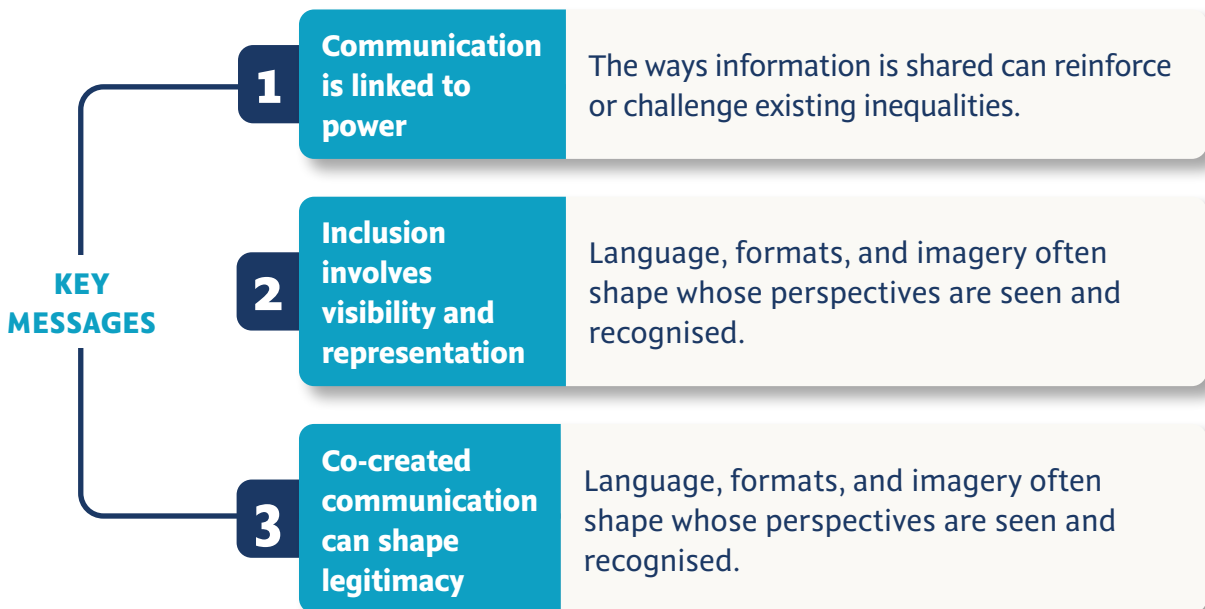 KEY
MESSAGES
1
Communication
is linked to
power
The ways information is shared can reinforce
or challenge existing inequalities.
2
Inclusion
involves
visibility and
representation
Language, formats, and imagery often
shape whose perspectives are seen and
recognised.
3
Co-created
communication
can shape
legitimacy
Language, formats, and imagery often
shape whose perspectives are seen and
recognised.